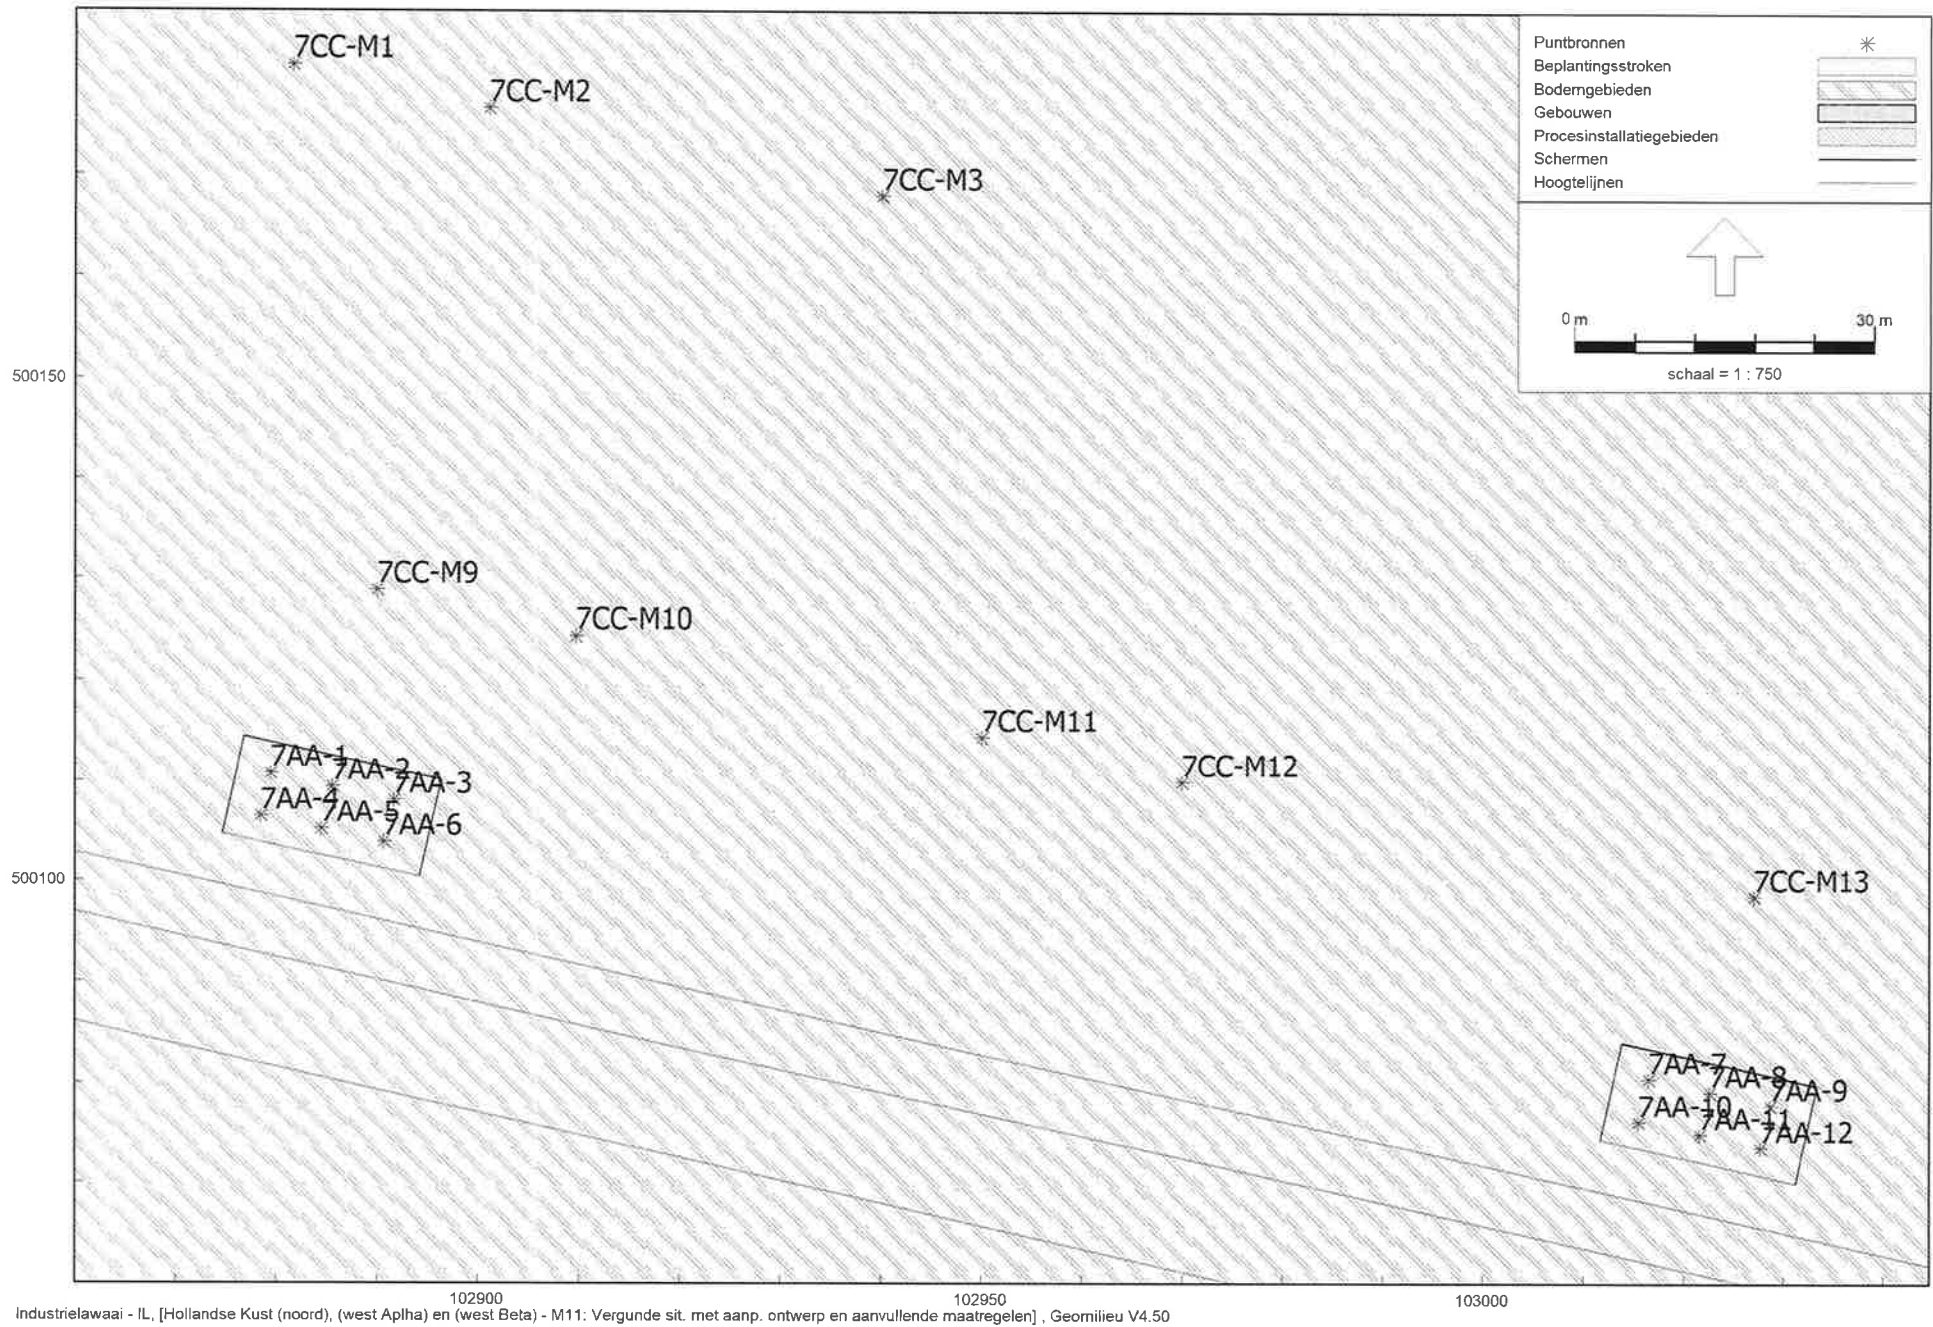 7CC-M1
7CC-M2
7CC-M3
Puntbronnen
Beplantingsstroken
Bodemgebieden
Gebouwen
Procesinstallatiegebieden
Schermen
Hoogtelijnen
0 m
30 m
schaal = 1 : 750
500150
7CC-M9
7CC-M10
7CC-M11
7CC-M12
7AA-1
7AA-2
7AA-3
7AA-4
7AA-5
7AA-6
500100
7CC-M13
7AA-7
7AA-8
7AA-9
7AA-10
7AA-11
7AA-12
102900
102950
103000
Industrielawaai - IL, [Hollandse Kust (noord), (west Aplha) en (west Beta) - M11: Vergunde sit. met aanp. ontwerp en aanvullende maatregelen] , Geomilieu V4.50